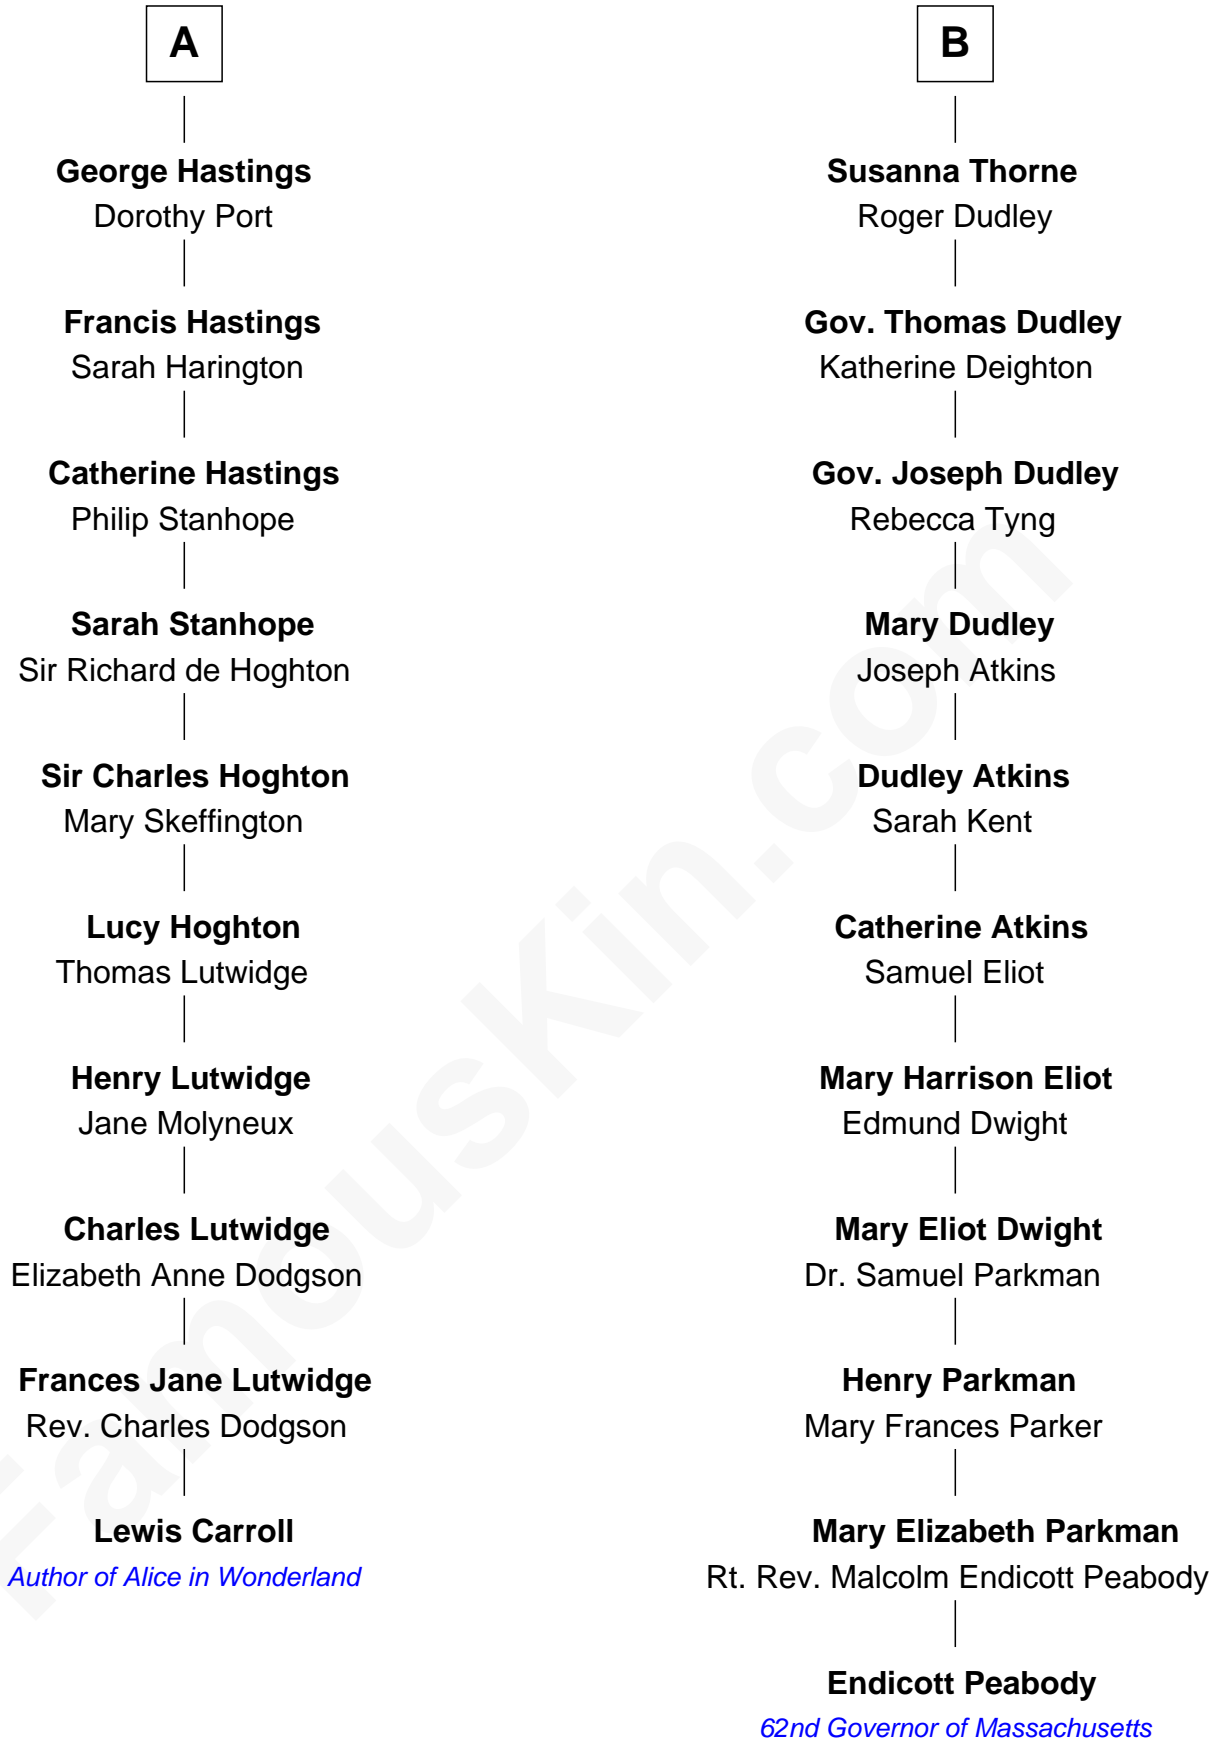 A
George Hastings
Dorothy Port
Francis Hastings
Sarah Harington
Catherine Hastings
Philip Stanhope
Sarah Stanhope
Sir Richard de Hoghton
Sir Charles Hoghton
Mary Skeffington
Lucy Hoghton
Thomas Lutwidge
Henry Lutwidge
Jane Molyneux
Charles Lutwidge
Elizabeth Anne Dodgson
Frances Jane Lutwidge
Rev. Charles Dodgson
Lewis Carroll
Author of Alice in Wonderland
B
Susanna Thorne
Roger Dudley
Gov. Thomas Dudley
Katherine Deighton
Gov. Joseph Dudley
Rebecca Tyng
Mary Dudley
Joseph Atkins
Dudley Atkins
Sarah Kent
Catherine Atkins
Samuel Eliot
Mary Harrison Eliot
Edmund Dwight
Mary Eliot Dwight
Dr. Samuel Parkman
Henry Parkman
Mary Frances Parker
Mary Elizabeth Parkman
Rt. Rev. Malcolm Endicott Peabody
Endicott Peabody
62nd Governor of Massachusetts
FamousKin.com